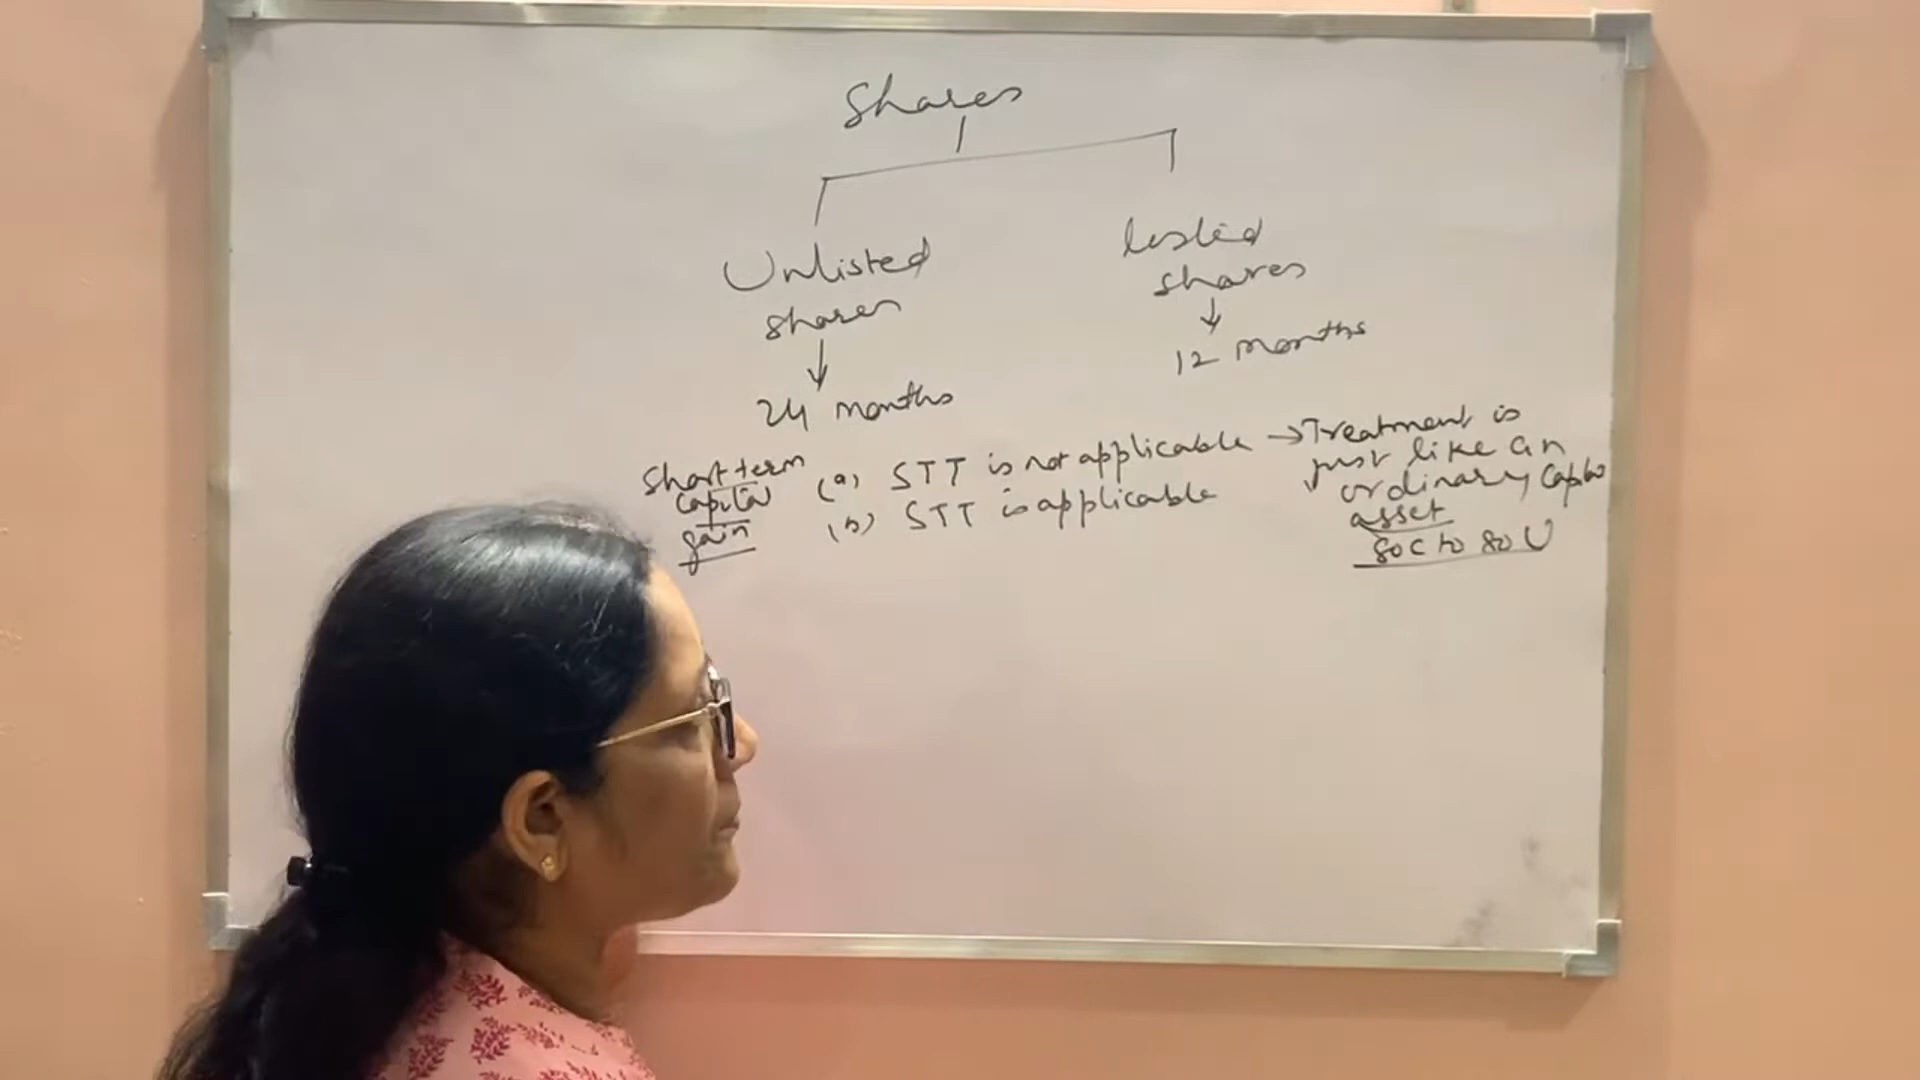 Shares
Unlisted
shares
24 months
listed
shares
12 months
Short term
capital
gain
(a) STT is not applicable → Treatment is
just like an
ordinary capital
asset
80C to 80U
(b) STT is applicable